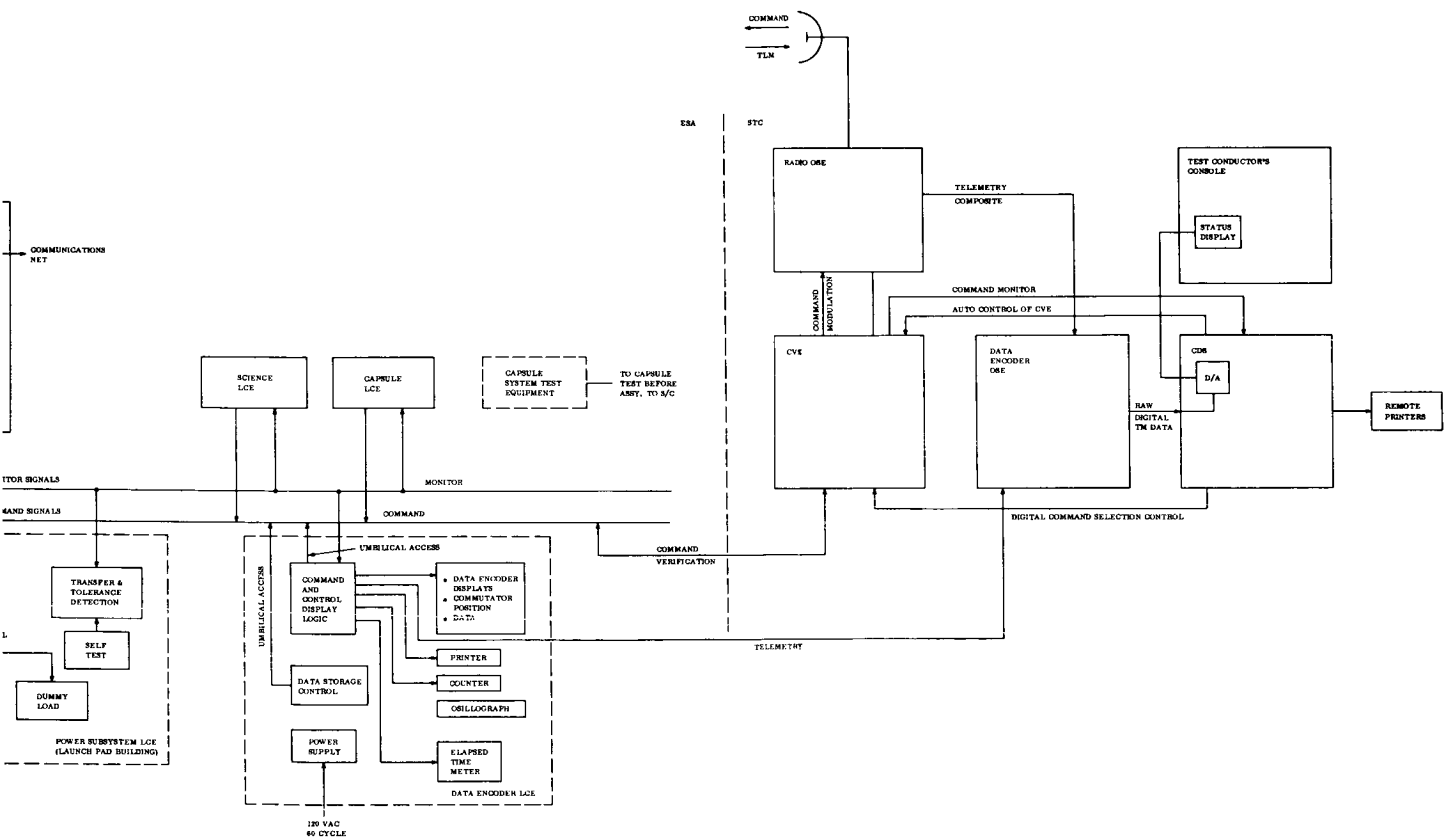 COMMAND
TLM
ESA
STC
RADIO OSE
TEST CONDUCTOR'S
CONSOLE
TELEMETRY
COMPOSITE
STATUS
DISPLAY
COMMUNICATIONS
NET
COMMAND
MODULATION
COMMAND MONITOR
AUTO CONTROL OF CVE
CVE
DATA
ENCODER
OSE
CDS
D/A
SCIENCE
LCE
CAPSULE
LCE
CAPSULE
SYSTEM TEST
EQUIPMENT
TO CAPSULE
TEST BEFORE
ASSY. TO S/C
RAW
DIGITAL
TM DATA
REMOTE
PRINTERS
ITOR SIGNALS
MONITOR
MAND SIGNALS
COMMAND
DIGITAL COMMAND SELECTION CONTROL
UMBILICAL ACCESS
COMMAND
VERIFICATION
UMBILICAL ACCESS
TRANSFER &
TOLERANCE
DETECTION
COMMAND
AND
CONTROL
DISPLAY
LOGIC
DATA ENCODER
DISPLAYS
COMMUTATOR
POSITION
DATA
L
SELF
TEST
TELEMETRY
PRINTER
DATA STORAGE
CONTROL
COUNTER
DUMMY
LOAD
OSILLOGRAPH
POWER SUBSYSTEM LCE
(LAUNCH PAD BUILDING)
POWER
SUPPLY
ELAPSED
TIME
METER
DATA ENCODER LCE
120 VAC
60 CYCLE